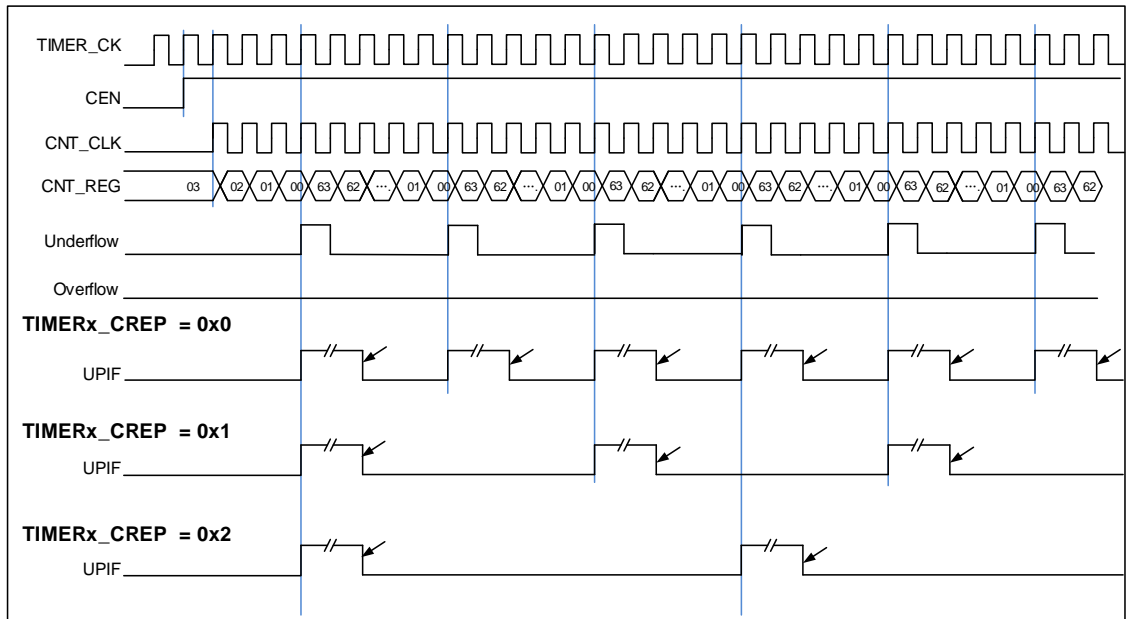 TIMER_CK
CEN
CNT_CLK
CNT_REG 03 02 01 00 63 62 .... 01 00 63 62 .... 01 00 63 62 .... 01 00 63 62 .... 01 00 63 62 .... 01 00 63 62
Underflow
Overflow
TIMERx_CREP = 0x0
UPIF
TIMERx_CREP = 0x1
UPIF
TIMERx_CREP = 0x2
UPIF